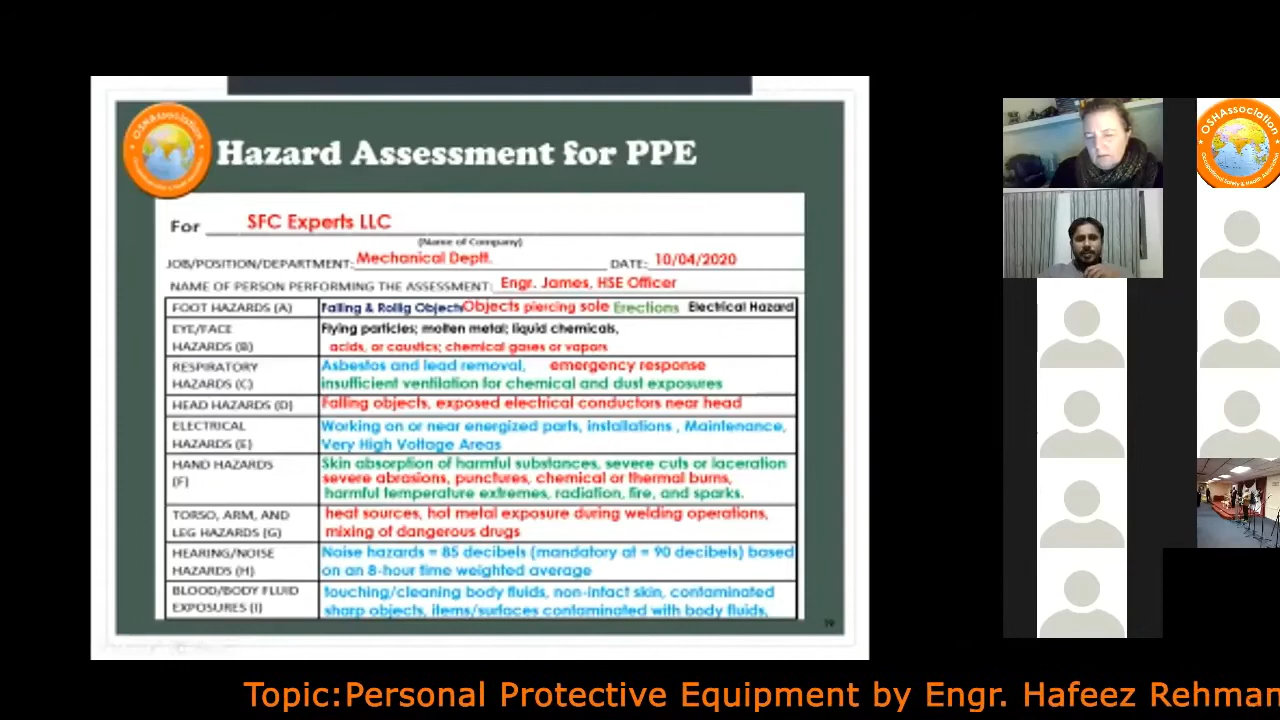 Hazard Assessment for PPE
For SFC Experts LLC
(Name of Company)
JOB/POSITION/DEPARTMENT: Mechanical Deptt. DATE: 10/04/2020
NAME OF PERSON PERFORMING THE ASSESSMENT: Engr. James, HSE Officer
FOOT HAZARDS (A) Falling & Rollig Objects Objects piercing sole Erections Electrical Hazard
EYE/FACE Flying particles; molten metal; liquid chemicals,
HAZARDS (B) acids, or caustics; chemical gases or vapors
RESPIRATORY Asbestos and lead removal, emergency response
HAZARDS (C) insufficient ventilation for chemical and dust exposures
HEAD HAZARDS (D) Falling objects, exposed electrical conductors near head
ELECTRICAL Working on or near energized parts, installations , Maintenance,
HAZARDS (E) Very High Voltage Areas
HAND HAZARDS Skin absorption of harmful substances, severe cuts or laceration
(F) severe abrasions, punctures, chemical or thermal burns,
harmful temperature extremes, radiation, fire, and sparks.
TORSO, ARM, AND heat sources, hot metal exposure during welding operations,
LEG HAZARDS (G) mixing of dangerous drugs
HEARING/NOISE Noise hazards = 85 decibels (mandatory at = 90 decibels) based
HAZARDS (H) on an 8-hour time weighted average
BLOOD/BODY FLUID touching/cleaning body fluids, non-intact skin, contaminated
EXPOSURES (I) sharp objects, items/surfaces contaminated with body fluids,
19
OSHAssociation
OSHAssociation
Occupational Safety & Health Association
Topic:Personal Protective Equipment by Engr. Hafeez Rehman